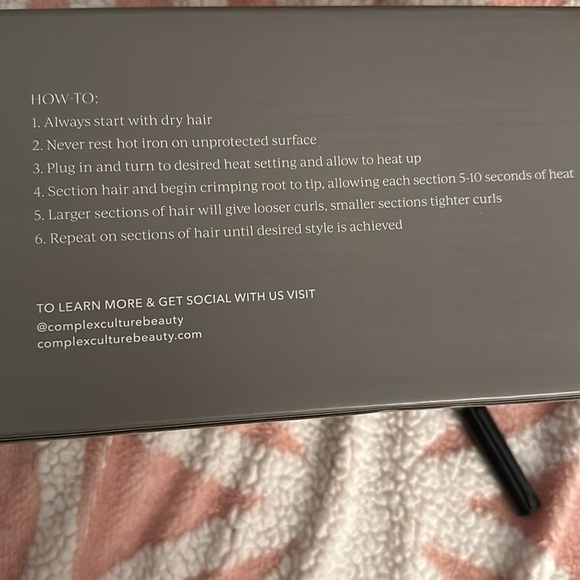 HOW-TO:
1. Always start with dry hair
2. Never rest hot iron on unprotected surface
3. Plug in and turn to desired heat setting and allow to heat up
4. Section hair and begin crimping root to tip, allowing each section 5-10 seconds of heat
5. Larger sections of hair will give looser curls, smaller sections tighter curls
6. Repeat on sections of hair until desired style is achieved
TO LEARN MORE & GET SOCIAL WITH US VISIT
@complexculturebeauty
complexculturebeauty.com